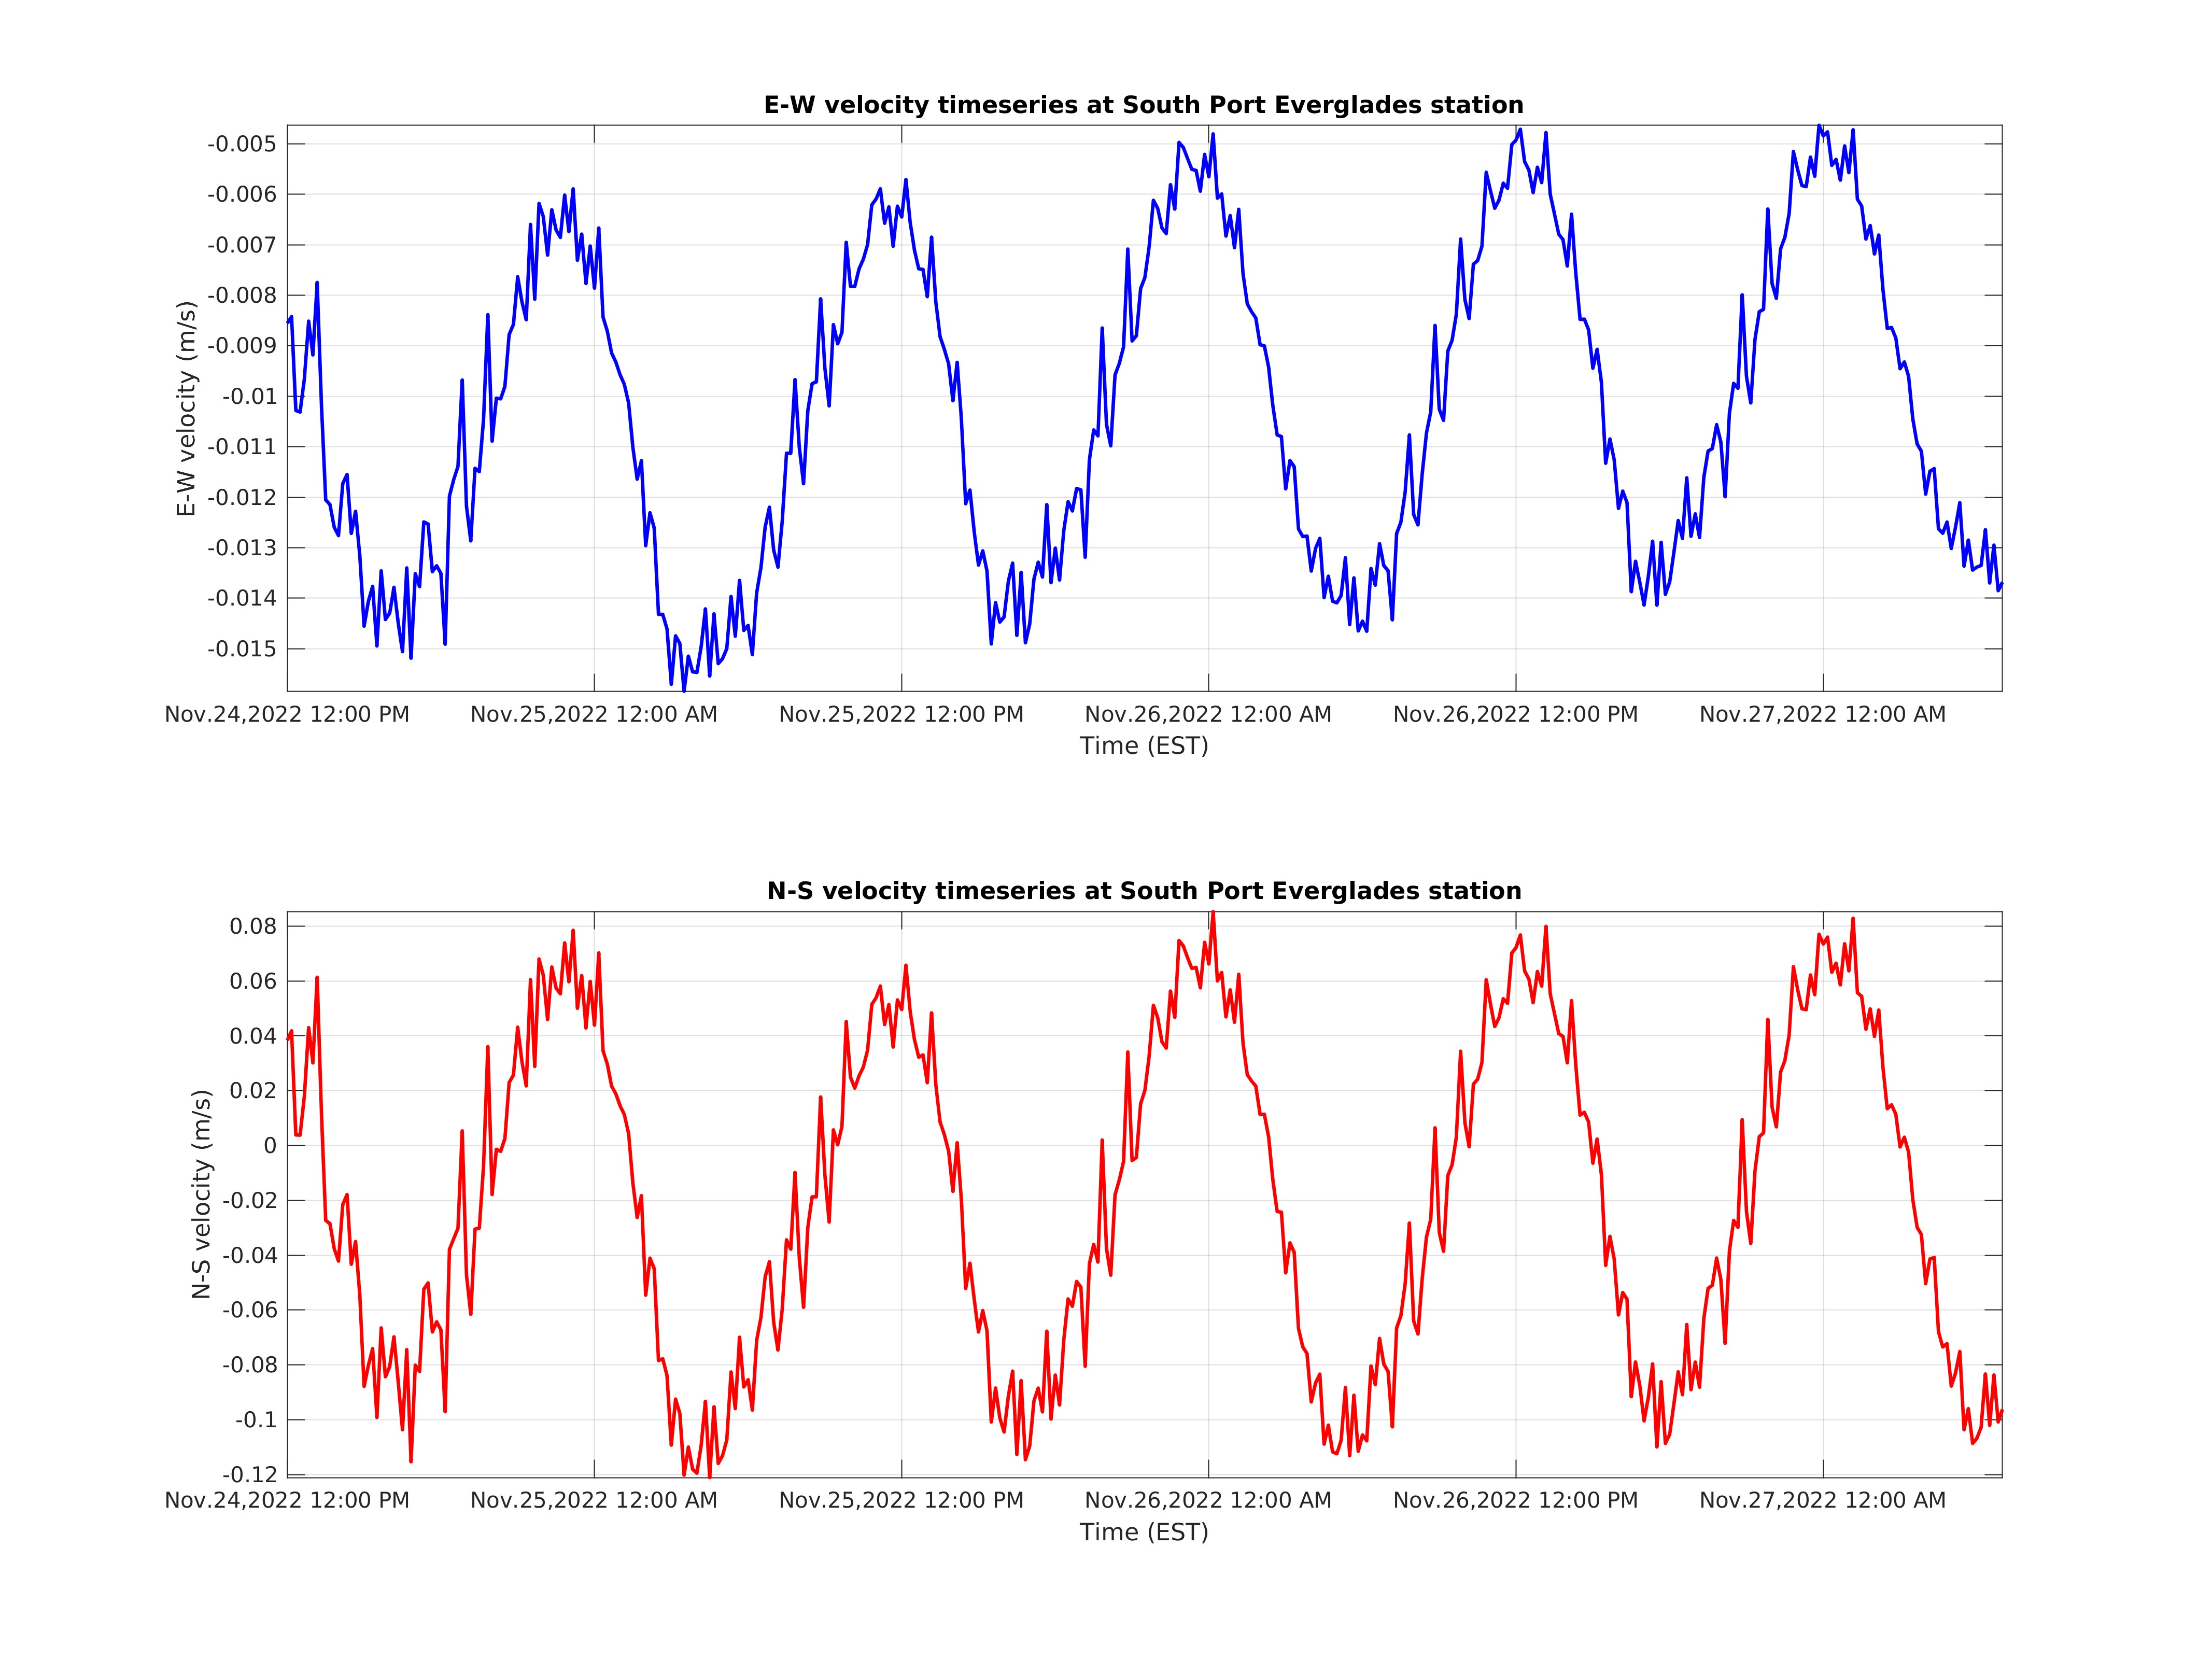 E-W velocity timeseries at South Port Everglades station
E-W velocity (m/s)
-0.005
-0.006
-0.007
-0.008
-0.009
-0.01
-0.011
-0.012
-0.013
-0.014
-0.015
Nov.24,2022 12:00 PM Nov.25,2022 12:00 AM Nov.25,2022 12:00 PM Nov.26,2022 12:00 AM Nov.26,2022 12:00 PM Nov.27,2022 12:00 AM
Time (EST)
N-S velocity timeseries at South Port Everglades station
N-S velocity (m/s)
0.08
0.06
0.04
0.02
0
-0.02
-0.04
-0.06
-0.08
-0.1
-0.12
Nov.24,2022 12:00 PM Nov.25,2022 12:00 AM Nov.25,2022 12:00 PM Nov.26,2022 12:00 AM Nov.26,2022 12:00 PM Nov.27,2022 12:00 AM
Time (EST)